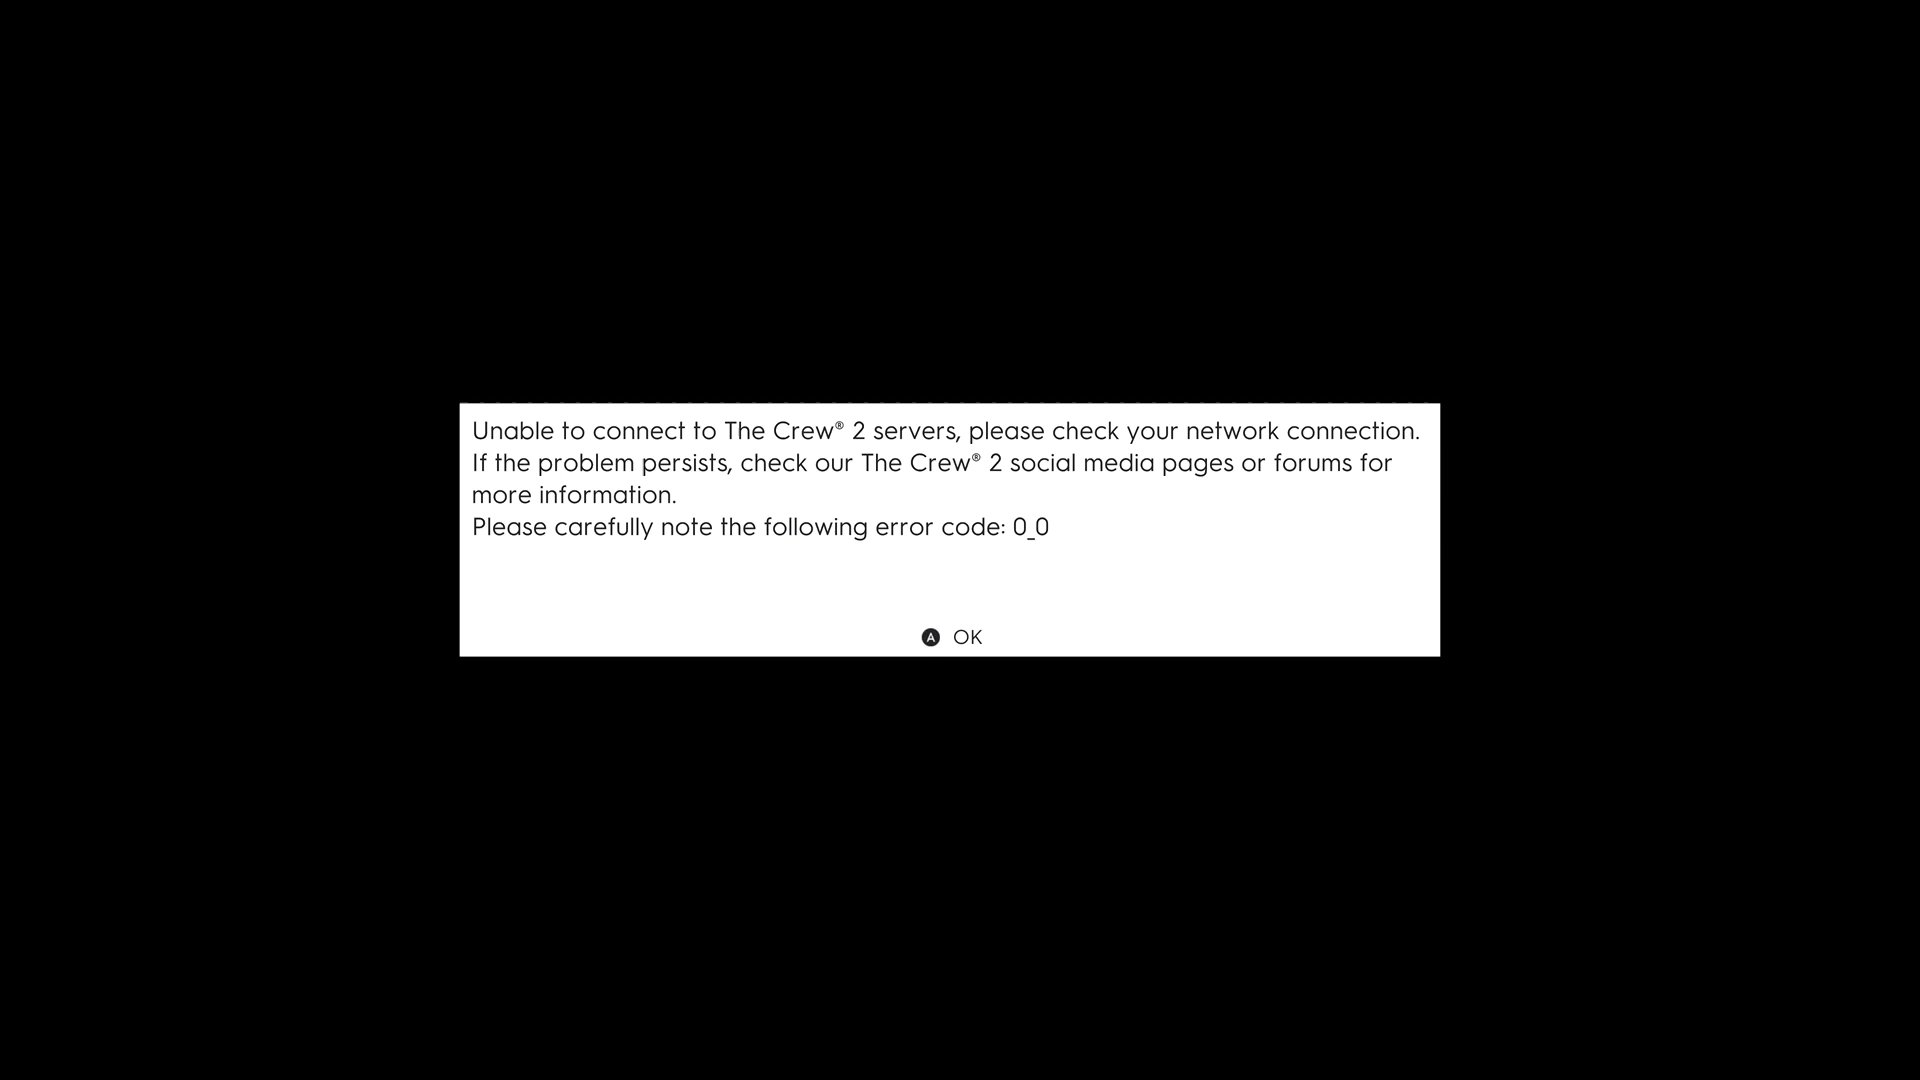 Unable to connect to The Crew® 2 servers, please check your network connection.
If the problem persists, check our The Crew® 2 social media pages or forums for
more information.
Please carefully note the following error code: 0_0
A OK